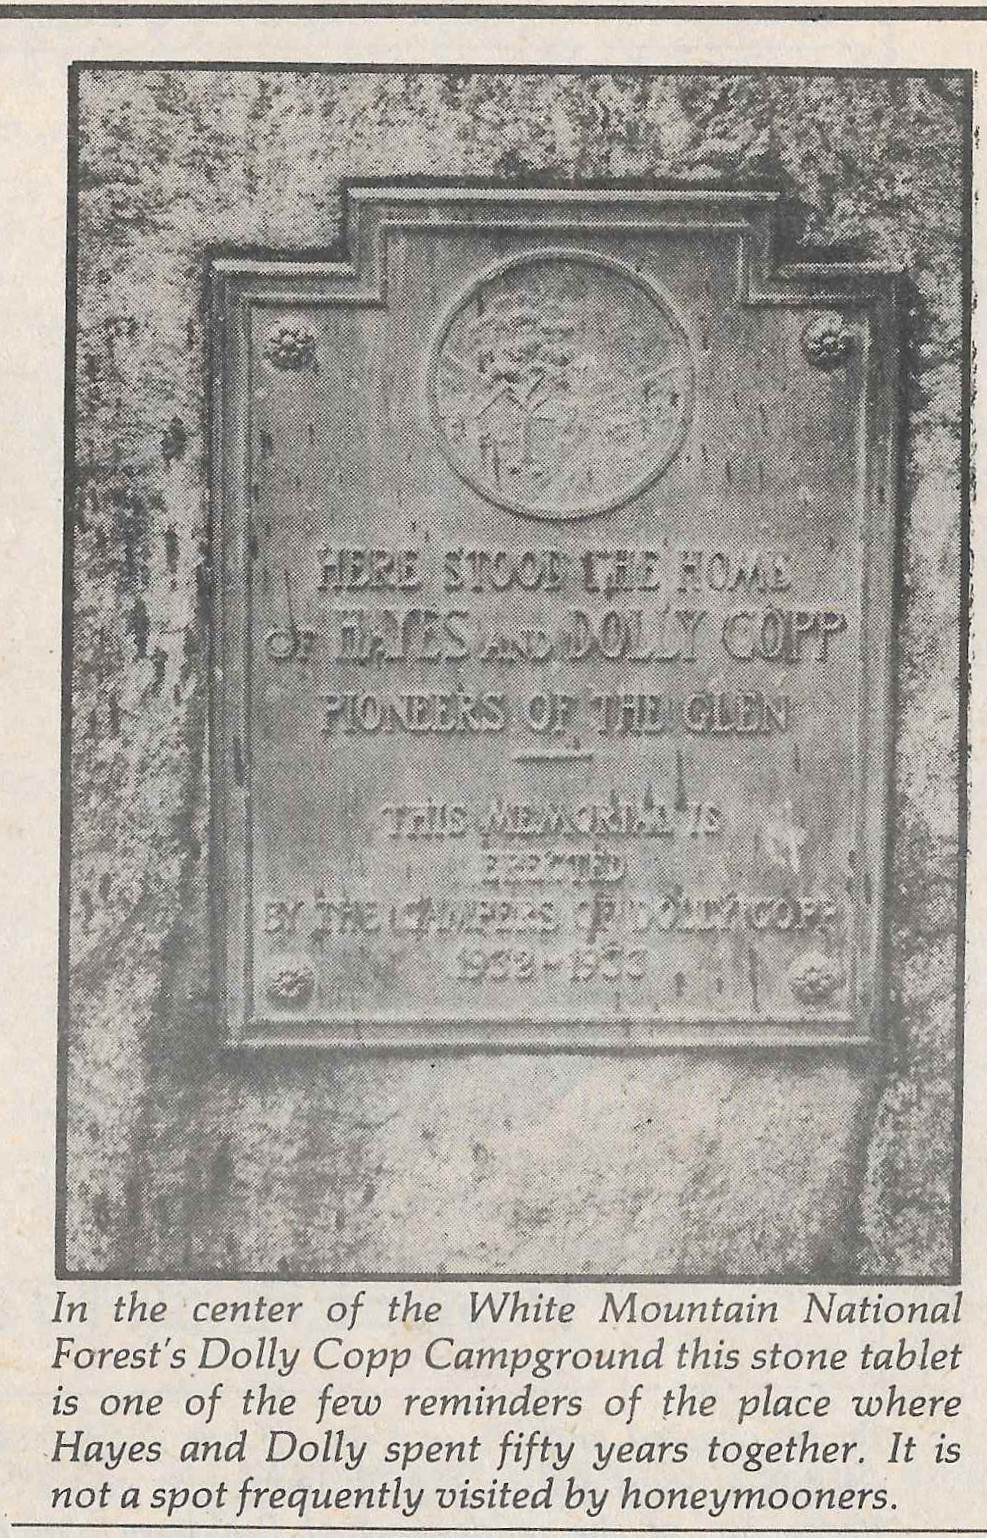 HERE STOOD THE HOME
OF HAYES AND DOLLY COPP
PIONEERS OF THE GLEN
THIS MEMORIAL IS
ERECTED
BY THE CAMPERS OF DOLLY COPP
1932-1933
In the center of the White Mountain National
Forest's Dolly Copp Campground this stone tablet
is one of the few reminders of the place where
Hayes and Dolly spent fifty years together. It is
not a spot frequently visited by honeymooners.